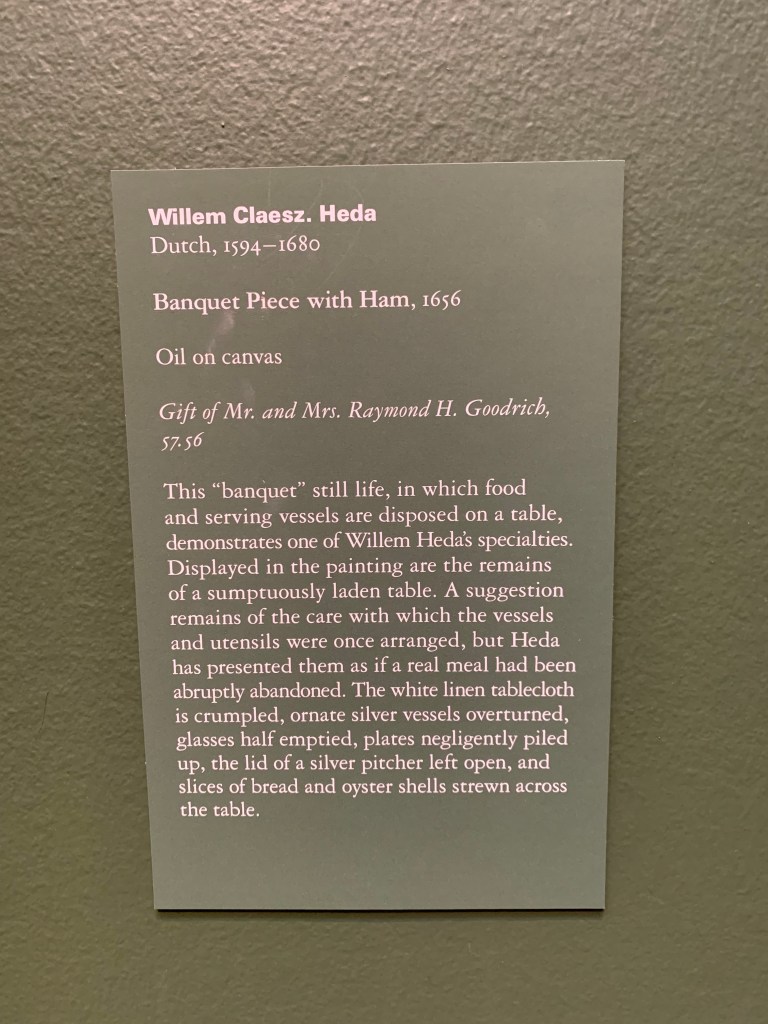 Willem Claesz. Heda
Dutch, 1594–1680
Banquet Piece with Ham, 1656
Oil on canvas
Gift of Mr. and Mrs. Raymond H. Goodrich,
57.56
This “banquet” still life, in which food
and serving vessels are disposed on a table,
demonstrates one of Willem Heda’s specialties.
Displayed in the painting are the remains
of a sumptuously laden table. A suggestion
remains of the care with which the vessels
and utensils were once arranged, but Heda
has presented them as if a real meal had been
abruptly abandoned. The white linen tablecloth
is crumpled, ornate silver vessels overturned,
glasses half emptied, plates negligently piled
up, the lid of a silver pitcher left open, and
slices of bread and oyster shells strewn across
the table.